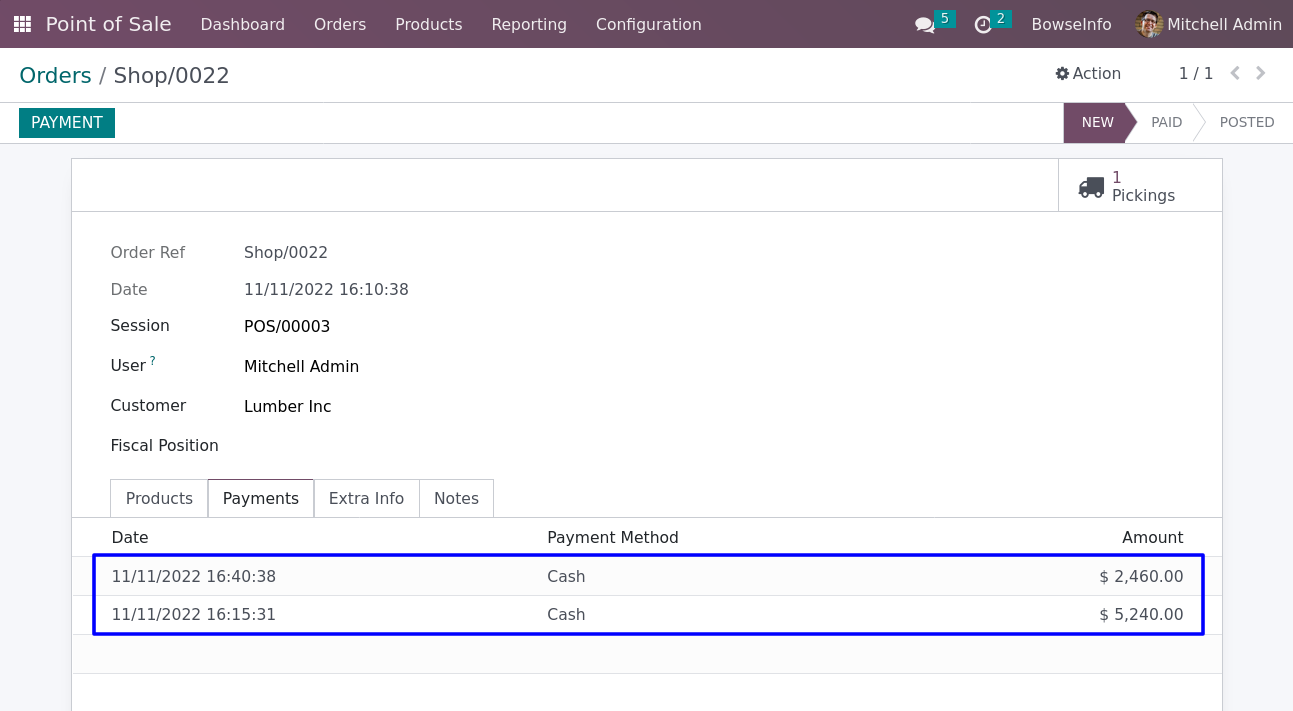 Point of Sale Dashboard Orders Products Reporting Configuration 5 2 BowseInfo Mitchell Admin
Orders / Shop/0022 Action 1 / 1
PAYMENT NEW PAID POSTED
1
Pickings
Order Ref Shop/0022
Date 11/11/2022 16:10:38
Session POS/00003
User ? Mitchell Admin
Customer Lumber Inc
Fiscal Position
Products Payments Extra Info Notes
Date Payment Method Amount
11/11/2022 16:40:38 Cash $ 2,460.00
11/11/2022 16:15:31 Cash $ 5,240.00